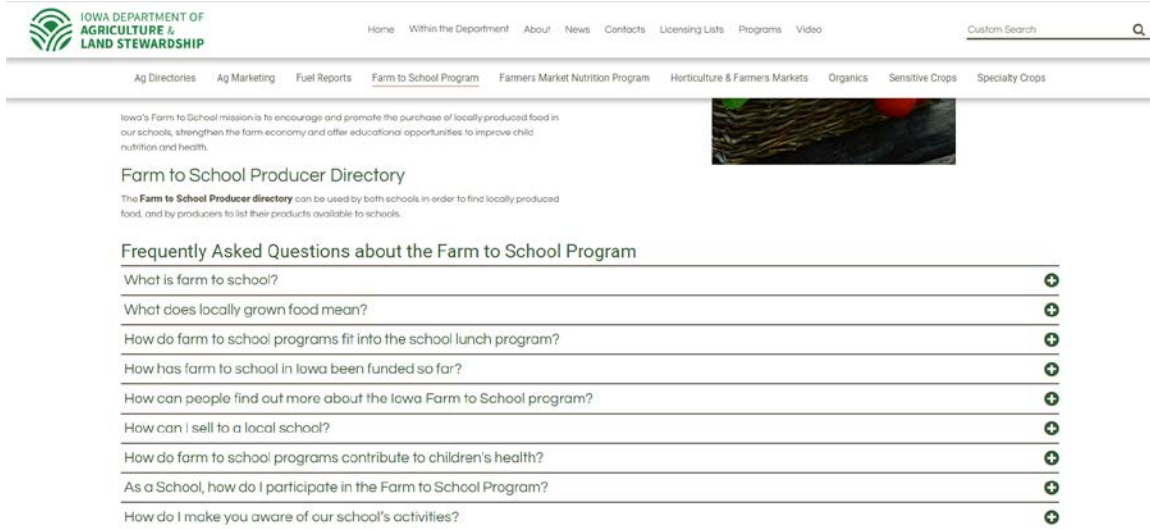 IOWA DEPARTMENT OF
AGRICULTURE &
LAND STEWARDSHIP
Home Within the Department About News Contacts Licensing Lists Programs Video
Custom Search
Ag Directories Ag Marketing Fuel Reports Farm to School Program Farmers Market Nutrition Program Horticulture & Farmers Markets Organics Sensitive Crops Specialty Crops
Iowa's Farm to School mission is to encourage and promote the purchase of locally produced food in
our schools, strengthen the farm economy and offer educational opportunities to improve child
nutrition and health.
Farm to School Producer Directory
The Farm to School Producer directory can be used by both schools in order to find locally produced
food, and by producers to list their products available to schools.
Frequently Asked Questions about the Farm to School Program
What is farm to school?
What does locally grown food mean?
How do farm to school programs fit into the school lunch program?
How has farm to school in Iowa been funded so far?
How can people find out more about the Iowa Farm to School program?
How can I sell to a local school?
How do farm to school programs contribute to children's health?
As a School, how do I participate in the Farm to School Program?
How do I make you aware of our school's activities?